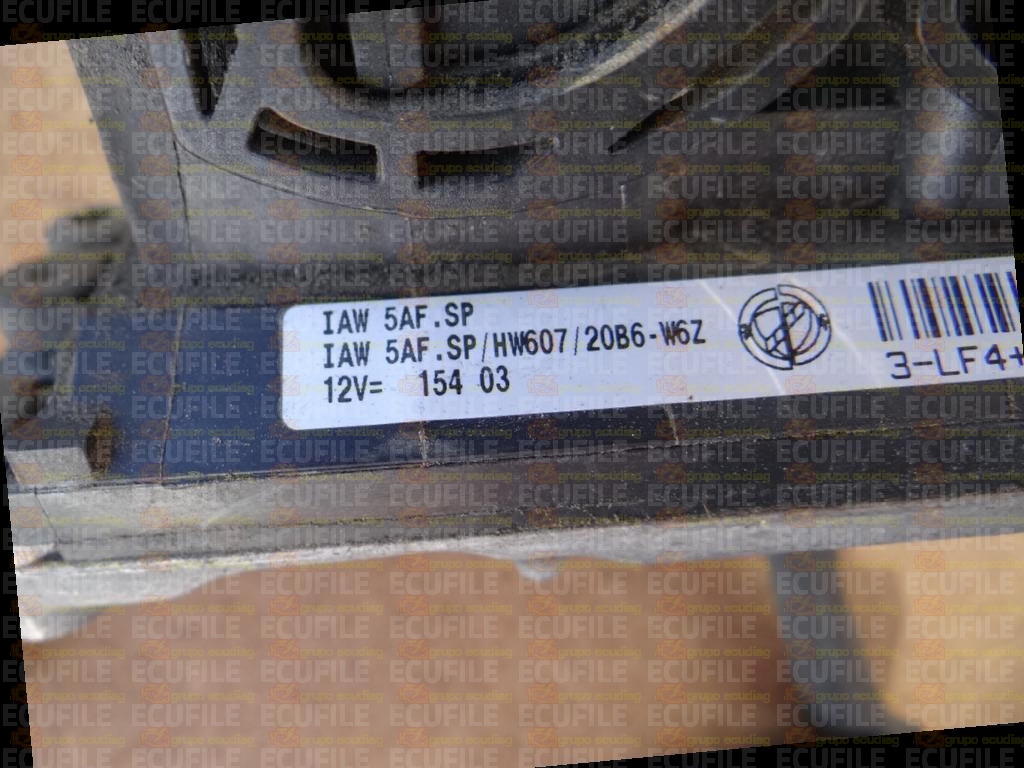 IAW 5AF.SP
IAW 5AF.SP/HW607/20B6-W6Z
12V= 154 03
3-LF4+
ECUFILE
grupo ecudiag